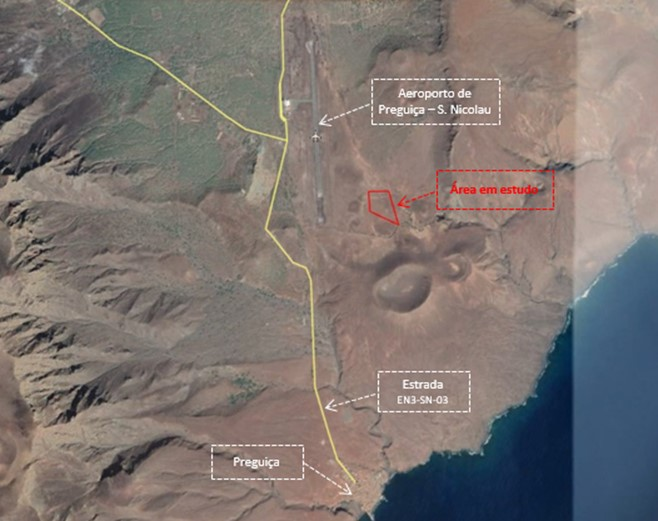 Aeroporto de
Preguiça – S. Nicolau
Área em estudo
Estrada
EN3-SN-03
Preguiça